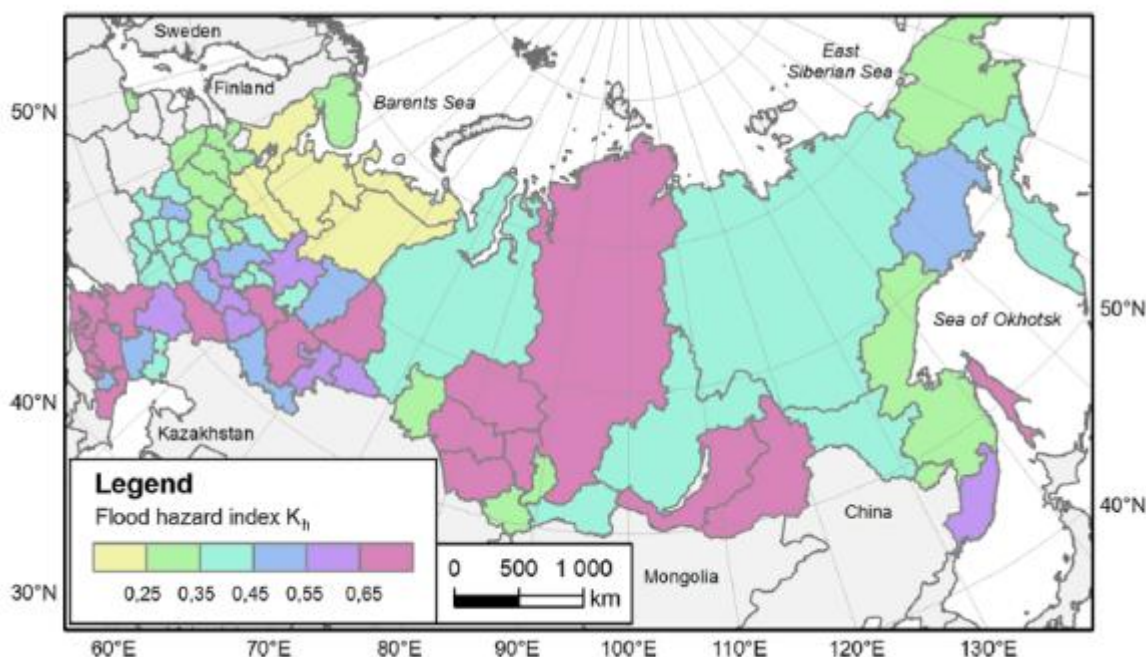 Sweden
Finland
Barents Sea
East
Siberian Sea
50°N
40°N
30°N
Sea of Okhotsk
50°N
40°N
Kazakhstan
China
Mongolia
Legend
Flood hazard index Kh
0,25 0,35 0,45 0,55 0,65
0 500 1 000
km
60°E 70°E 80°E 90°E 100°E 110°E 120°E 130°E